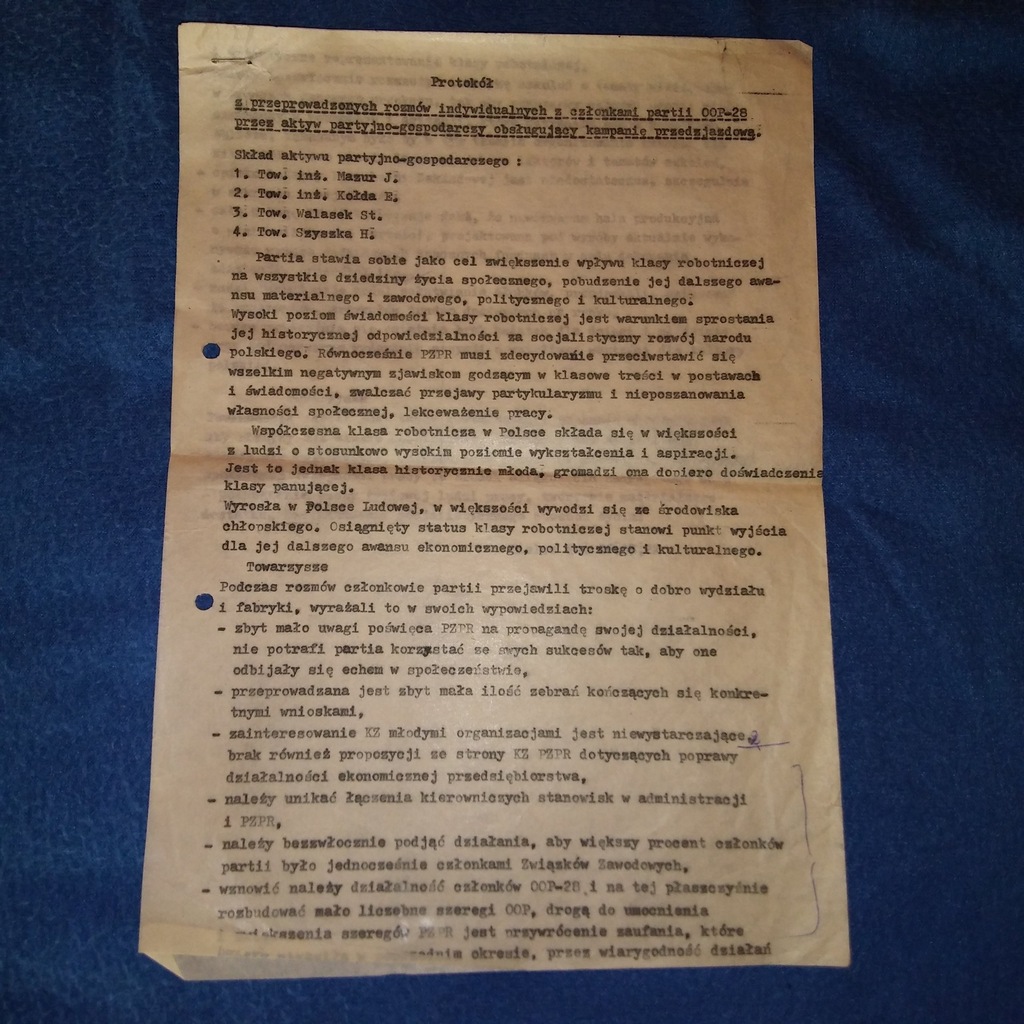 Protokół
z przeprowadzonych rozmów indywidualnych z członkami partii OOP-28
przez aktyw partyjno-gospodarczy obsługujący kampanię przedzjazdową.
Skład aktywu partyjno-gospodarczego :
1. Tow. inż. Mazur J.
2. Tow. inż. Kołda E.
3. Tow. Walasek St.
4. Tow. Szyszka H.
Partia stawia sobie jako cel zwiększenie wpływu klasy robotniczej
na wszystkie dziedziny życia społecznego, pobudzenie jej dalszego awa-
nsu materialnego i zawodowego, politycznego i kulturalnego.
Wysoki poziom świadomości klasy robotniczej jest warunkiem sprostania
jej historycznej odpowiedzialności za socjalistyczny rozwój narodu
polskiego. Równocześnie PZPR musi zdecydowanie przeciwstawić się
wszelkim negatywnym zjawiskom godzącym w klasowe treści w postawach
i świadomości, zwalczać przejawy partykularyzmu i nieposzanowania
własności społecznej, lekceważenie pracy.
Współczesna klasa robotnicza w Polsce składa się w większości
z ludzi o stosunkowo wysokim poziomie wykształcenia i aspiracji.
Jest to jednak klasa historycznie młoda, gromadzi ona dopiero doświadczenia
klasy panującej.
Wyrosła w Polsce Ludowej, w większości wywodzi się ze środowiska
chłopskiego. Osiągnięty status klasy robotniczej stanowi punkt wyjścia
dla jej dalszego awansu ekonomicznego, politycznego i kulturalnego.
Towarzysze
Podczas rozmów członkowie partii przejawili troskę o dobro wydziału
i fabryki, wyrażali to w swoich wypowiedziach:
- zbyt mało uwagi poświęca PZPR na propagandę swojej działalności,
nie potrafi partia korzystać ze swych sukcesów tak, aby one
odbijały się echem w społeczeństwie,
- przeprowadzana jest zbyt mała ilość zebrań kończących się konkre-
tnymi wnioskami,
- zainteresowanie KZ młodymi organizacjami jest niewystarczające,
brak również propozycji ze strony KZ PZPR dotyczących poprawy
działalności ekonomicznej przedsiębiorstwa,
- należy unikać łączenia kierowniczych stanowisk w administracji
i PZPR,
- należy bezzwłocznie podjąć działania, aby większy procent członków
partii było jednocześnie członkami Związków Zawodowych,
- wznowić należy działalność członków OOP-28 i na tej płaszczyźnie
rozbudować mało liczebne szeregi OOP, drogą do umocnienia
szeregów PZPR jest przywrócenie zaufania, które
okresie, przez wiarygodność działań